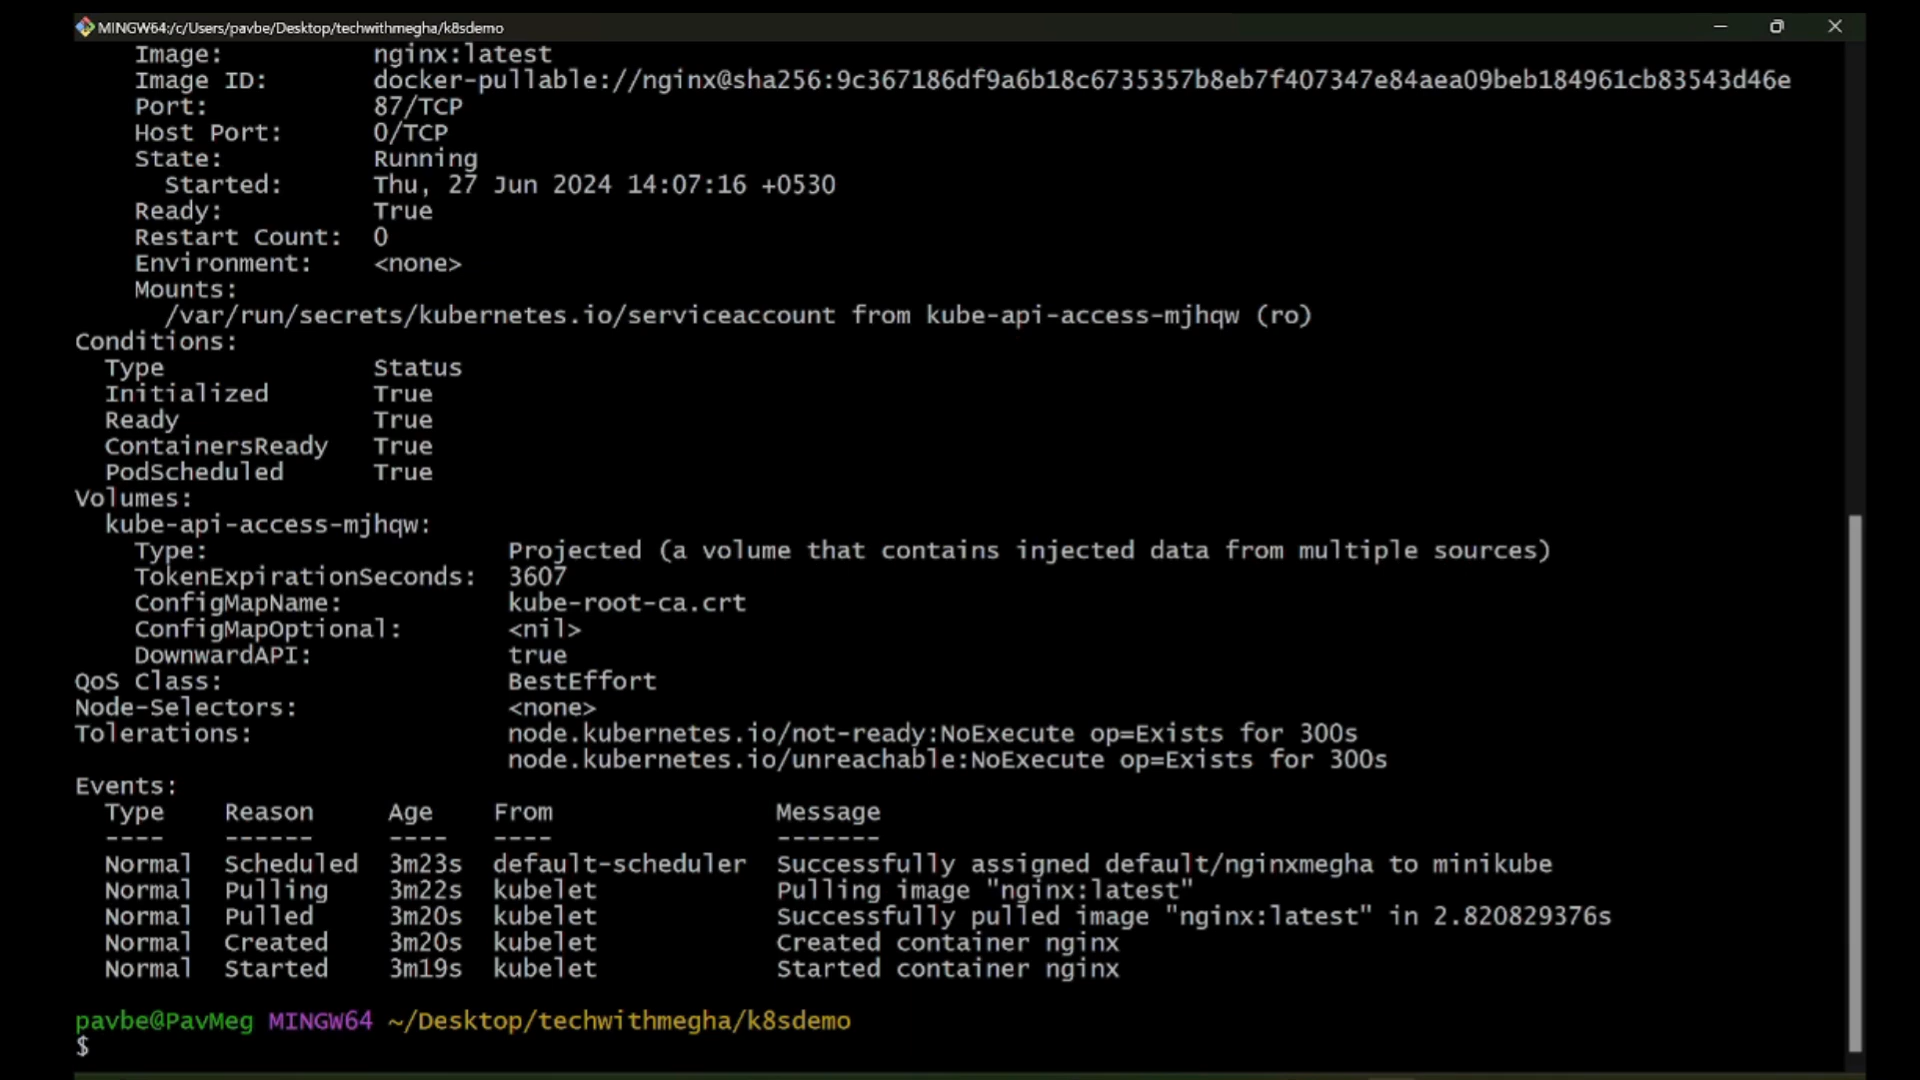 MINGW64:/c/Users/pavbe/Desktop/techwithmegha/k8sdemo
Image: nginx:latest
Image ID: docker-pullable://nginx@sha256:9c367186df9a6b18c6735357b8eb7f407347e84aea09beb184961cb83543d46e
Port: 87/TCP
Host Port: 0/TCP
State: Running
Started: Thu, 27 Jun 2024 14:07:16 +0530
Ready: True
Restart Count: 0
Environment: <none>
Mounts:
/var/run/secrets/kubernetes.io/serviceaccount from kube-api-access-mjhqw (ro)
Conditions:
Type Status
Initialized True
Ready True
ContainersReady True
PodScheduled True
Volumes:
kube-api-access-mjhqw:
Type: Projected (a volume that contains injected data from multiple sources)
TokenExpirationSeconds: 3607
ConfigMapName: kube-root-ca.crt
ConfigMapOptional: <nil>
DownwardAPI: true
QoS Class: BestEffort
Node-Selectors: <none>
Tolerations: node.kubernetes.io/not-ready:NoExecute op=Exists for 300s
node.kubernetes.io/unreachable:NoExecute op=Exists for 300s
Events:
Type Reason Age From Message
---- ------ ---- ---- -------
Normal Scheduled 3m23s default-scheduler Successfully assigned default/nginxmegha to minikube
Normal Pulling 3m22s kubelet Pulling image "nginx:latest"
Normal Pulled 3m20s kubelet Successfully pulled image "nginx:latest" in 2.820829376s
Normal Created 3m20s kubelet Created container nginx
Normal Started 3m19s kubelet Started container nginx
pavbe@PavMeg MINGW64 ~/Desktop/techwithmegha/k8sdemo
$